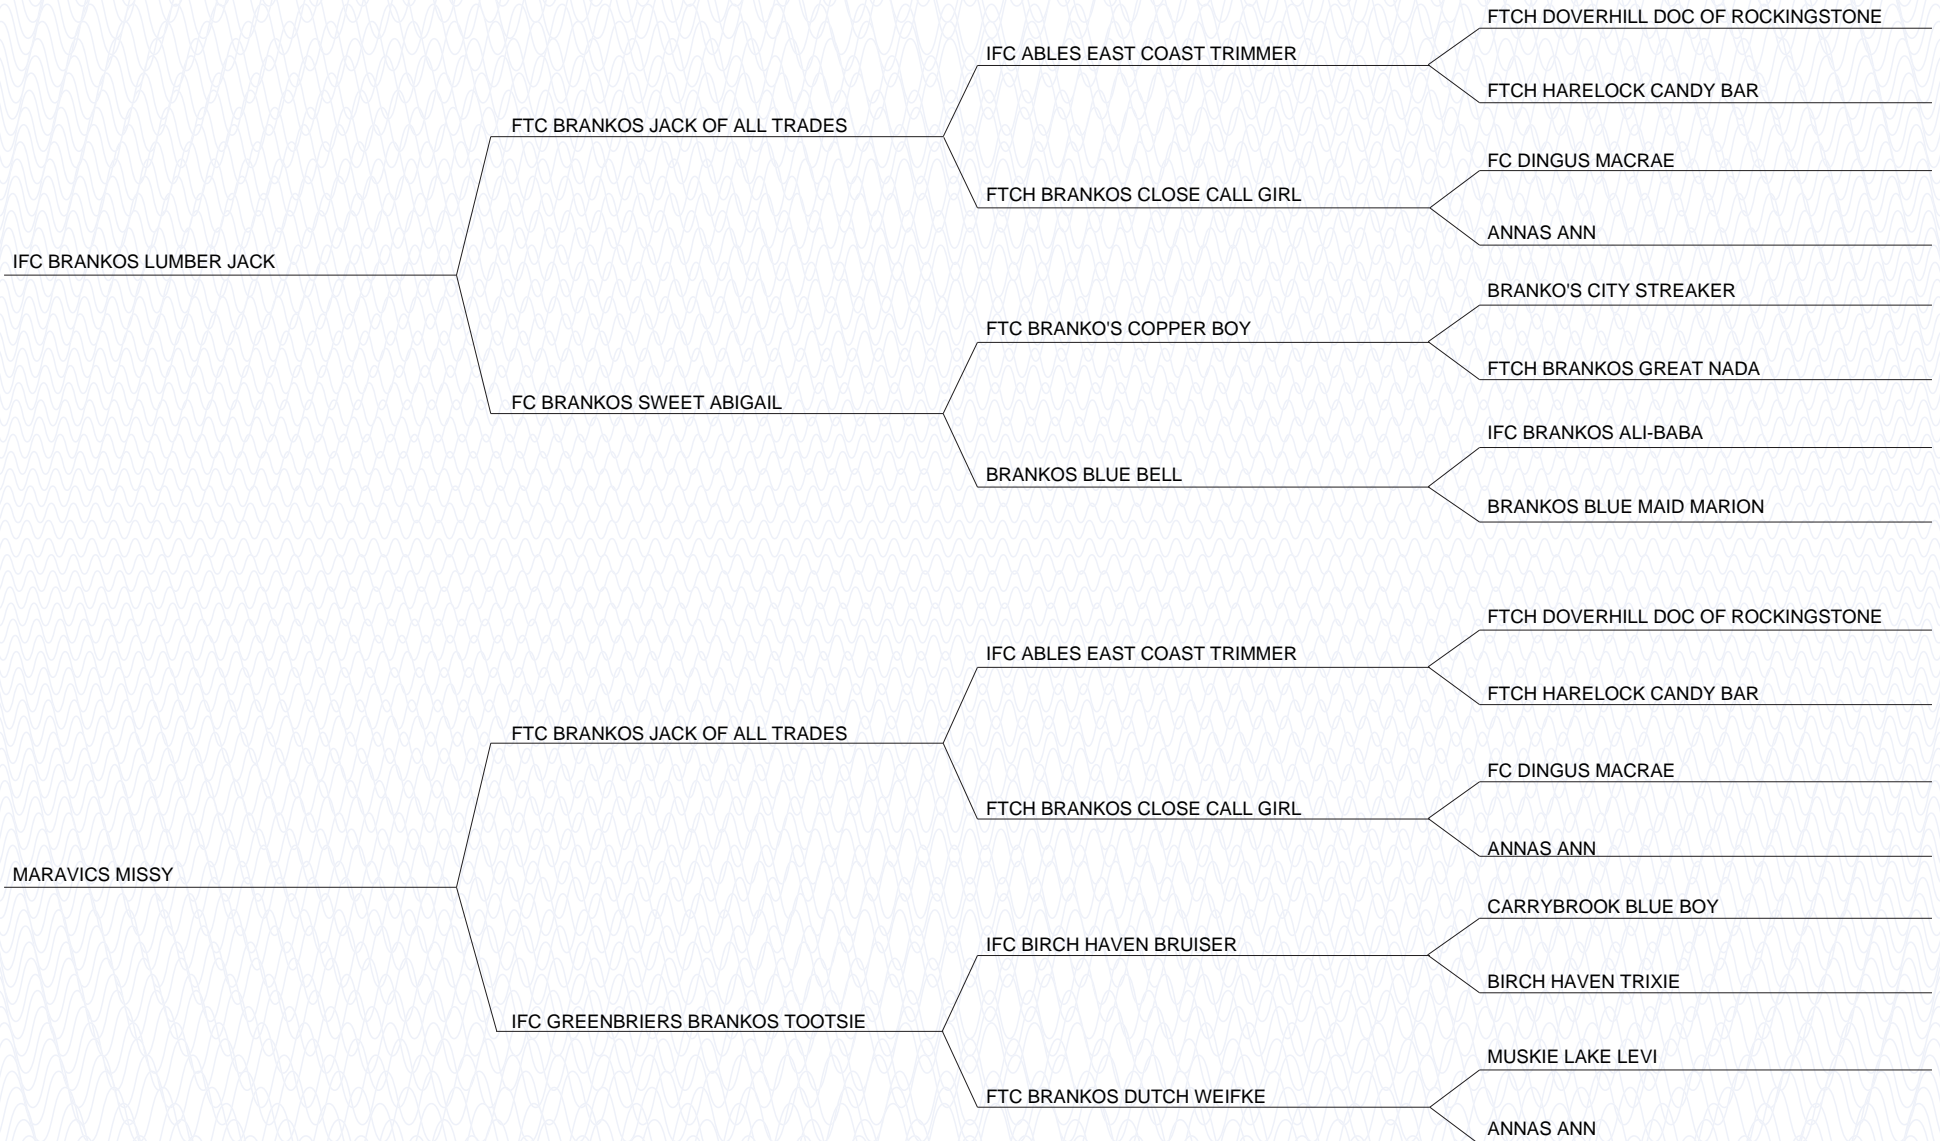 FTCH DOVERHILL DOC OF ROCKINGSTONE
IFC ABLES EAST COAST TRIMMER
FTCH HARELOCK CANDY BAR
FTC BRANKOS JACK OF ALL TRADES
FC DINGUS MACRAE
FTCH BRANKOS CLOSE CALL GIRL
ANNAS ANN
IFC BRANKOS LUMBER JACK
BRANKO'S CITY STREAKER
FTC BRANKO'S COPPER BOY
FTCH BRANKOS GREAT NADA
FC BRANKOS SWEET ABIGAIL
IFC BRANKOS ALI-BABA
BRANKOS BLUE BELL
BRANKOS BLUE MAID MARION
FTCH DOVERHILL DOC OF ROCKINGSTONE
IFC ABLES EAST COAST TRIMMER
FTCH HARELOCK CANDY BAR
FTC BRANKOS JACK OF ALL TRADES
FC DINGUS MACRAE
FTCH BRANKOS CLOSE CALL GIRL
ANNAS ANN
MARAVICS MISSY
CARRYBROOK BLUE BOY
IFC BIRCH HAVEN BRUISER
BIRCH HAVEN TRIXIE
IFC GREENBRIERS BRANKOS TOOTSIE
MUSKIE LAKE LEVI
FTC BRANKOS DUTCH WEIFKE
ANNAS ANN